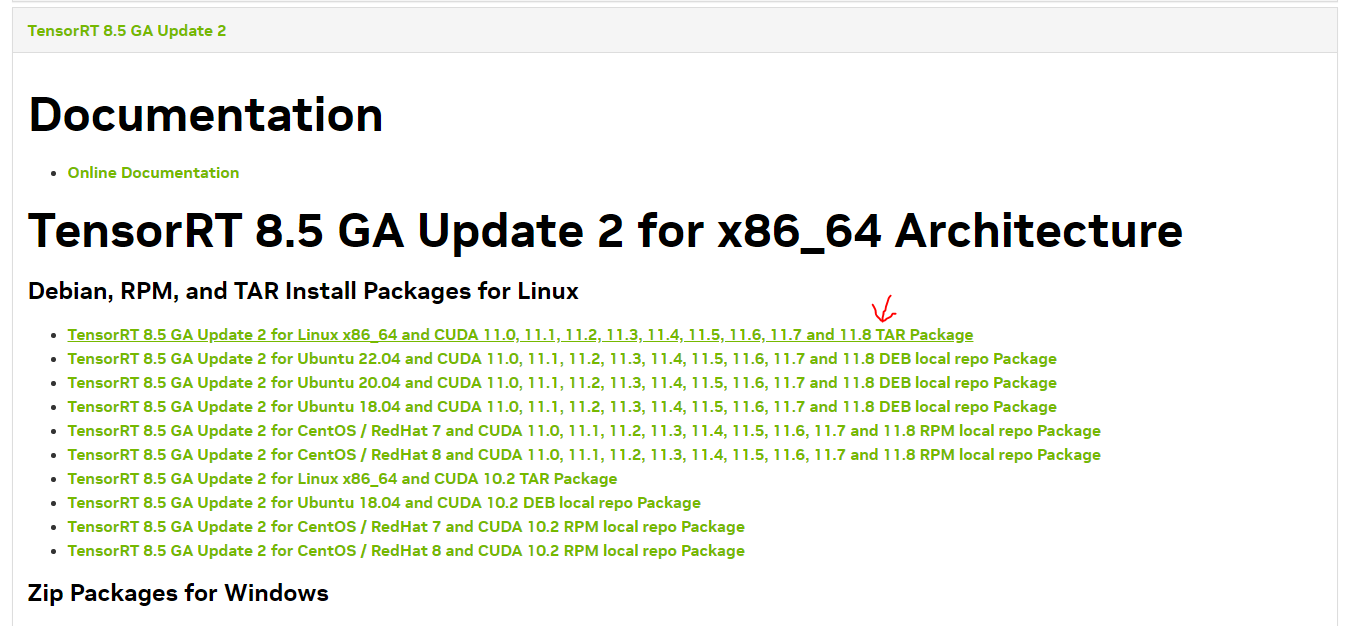 TensorRT 8.5 GA Update 2
Documentation
Online Documentation
TensorRT 8.5 GA Update 2 for x86_64 Architecture
Debian, RPM, and TAR Install Packages for Linux
TensorRT 8.5 GA Update 2 for Linux x86_64 and CUDA 11.0, 11.1, 11.2, 11.3, 11.4, 11.5, 11.6, 11.7 and 11.8 TAR Package
TensorRT 8.5 GA Update 2 for Ubuntu 22.04 and CUDA 11.0, 11.1, 11.2, 11.3, 11.4, 11.5, 11.6, 11.7 and 11.8 DEB local repo Package
TensorRT 8.5 GA Update 2 for Ubuntu 20.04 and CUDA 11.0, 11.1, 11.2, 11.3, 11.4, 11.5, 11.6, 11.7 and 11.8 DEB local repo Package
TensorRT 8.5 GA Update 2 for Ubuntu 18.04 and CUDA 11.0, 11.1, 11.2, 11.3, 11.4, 11.5, 11.6, 11.7 and 11.8 DEB local repo Package
TensorRT 8.5 GA Update 2 for CentOS / RedHat 7 and CUDA 11.0, 11.1, 11.2, 11.3, 11.4, 11.5, 11.6, 11.7 and 11.8 RPM local repo Package
TensorRT 8.5 GA Update 2 for CentOS / RedHat 8 and CUDA 11.0, 11.1, 11.2, 11.3, 11.4, 11.5, 11.6, 11.7 and 11.8 RPM local repo Package
TensorRT 8.5 GA Update 2 for Linux x86_64 and CUDA 10.2 TAR Package
TensorRT 8.5 GA Update 2 for Ubuntu 18.04 and CUDA 10.2 DEB local repo Package
TensorRT 8.5 GA Update 2 for CentOS / RedHat 7 and CUDA 10.2 RPM local repo Package
TensorRT 8.5 GA Update 2 for CentOS / RedHat 8 and CUDA 10.2 RPM local repo Package
Zip Packages for Windows